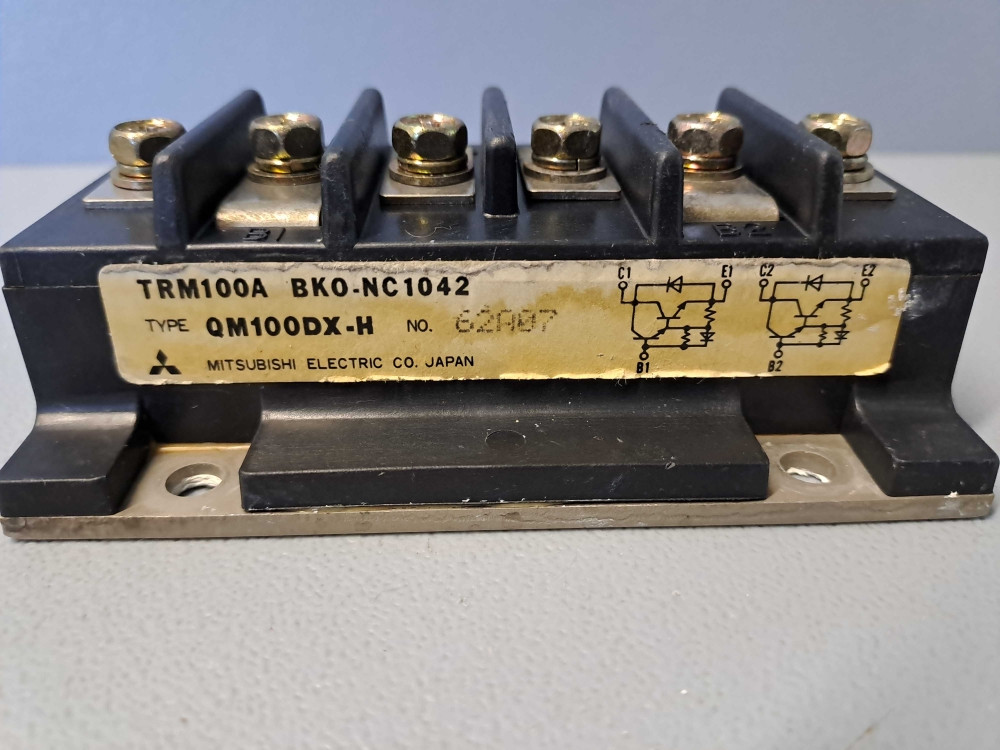 B1 B2
TRM100A BKO-NC1042
TYPE QM100DX-H NO. 62A07
MITSUBISHI ELECTRIC CO. JAPAN
C1 E1 C2 E2
B1 B2